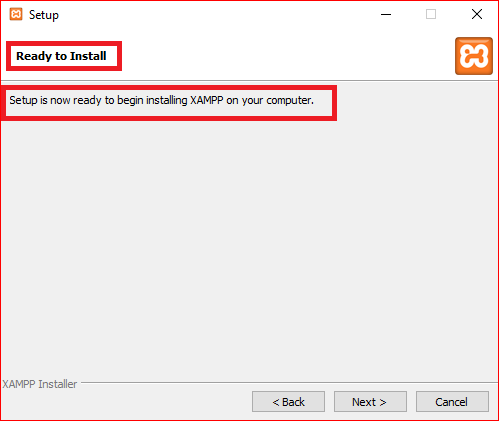 Setup
Ready to Install
Setup is now ready to begin installing XAMPP on your computer.
XAMPP Installer
< Back
Next >
Cancel